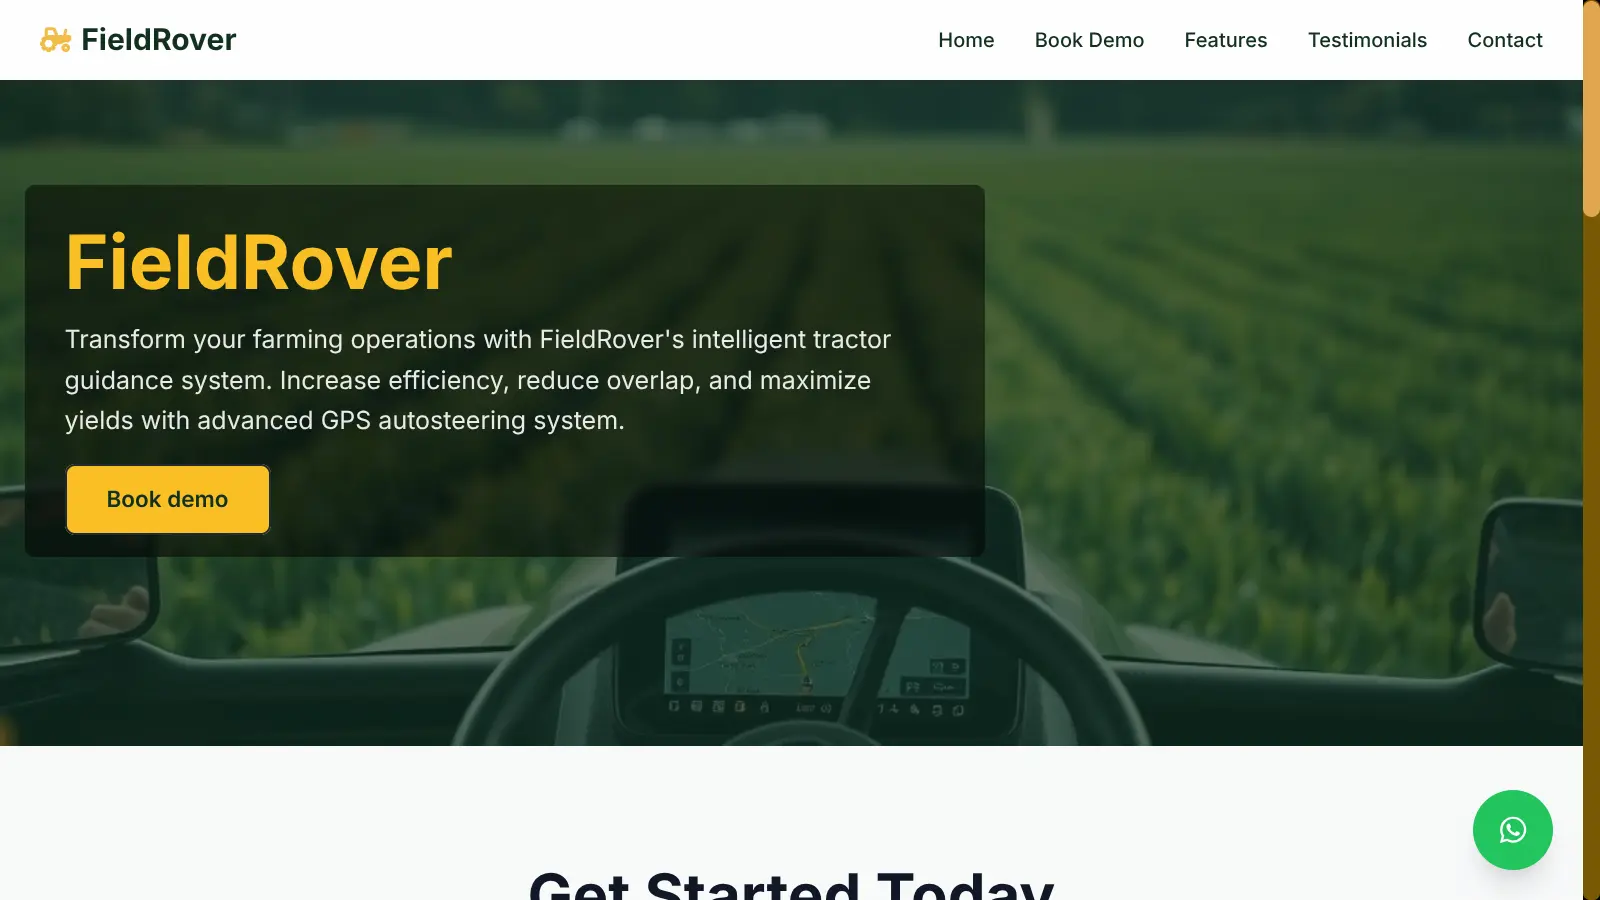 FieldRover
Home
Book Demo
Features
Testimonials
Contact
FieldRover
Transform your farming operations with FieldRover's intelligent tractor
guidance system. Increase efficiency, reduce overlap, and maximize
yields with advanced GPS autosteering system.
Book demo
Get Started Today